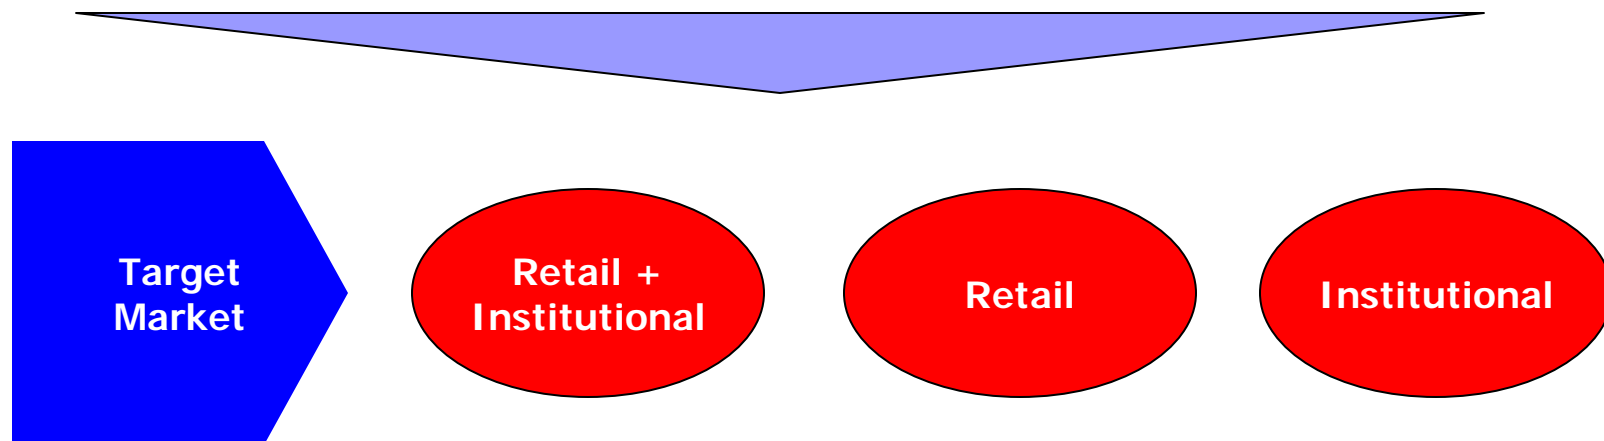 Target
Market
Retail +
Institutional
Retail
Institutional